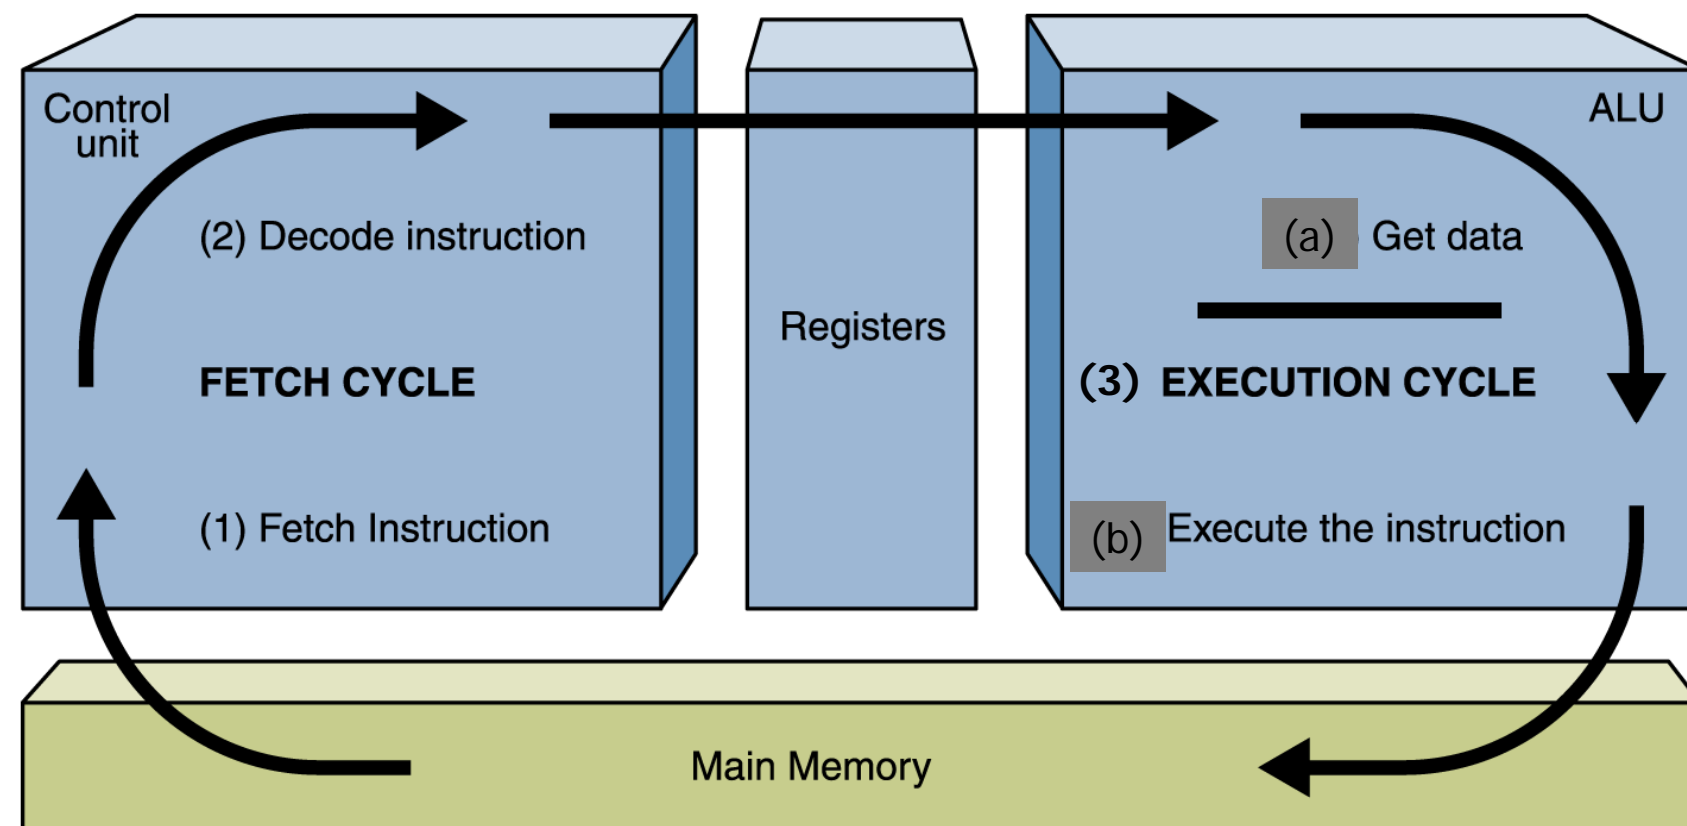 Control
unit
ALU
(2) Decode instruction
(a) Get data
Registers
FETCH CYCLE
(3) EXECUTION CYCLE
(1) Fetch Instruction
(b) Execute the instruction
Main Memory